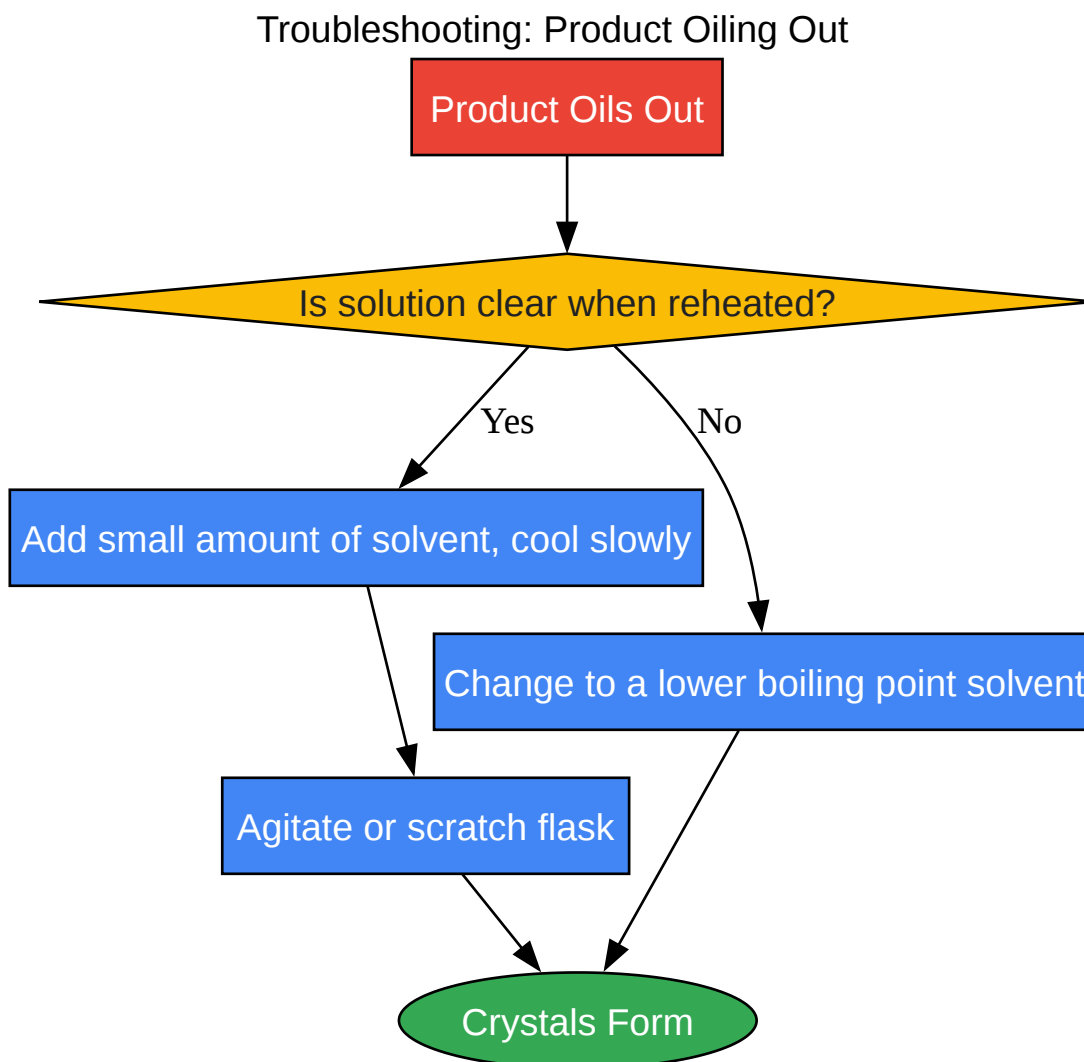 Troubleshooting: Product Oiling Out
Product Oils Out
Is solution clear when reheated?
Yes
No
Add small amount of solvent, cool slowly
Change to a lower boiling point solvent
Agitate or scratch flask
Crystals Form